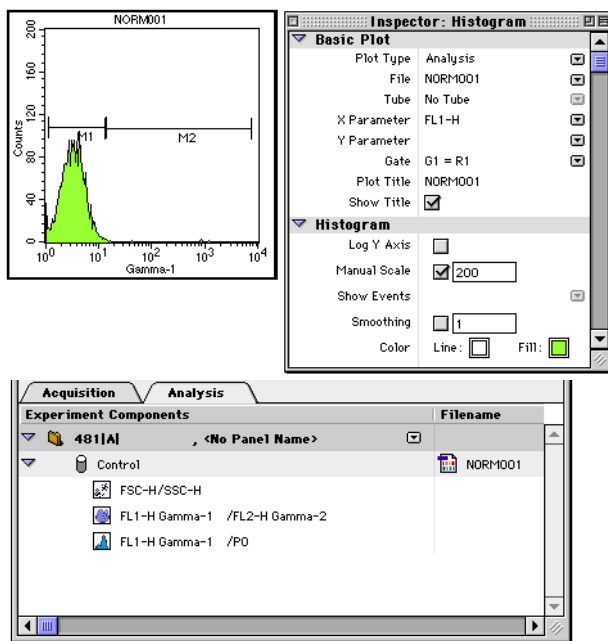 NORM001
200
160
120
80
40
0
Counts
M1
M2
10^0 10^1 10^2 10^3 10^4
Gamma-1
Inspector: Histogram
Basic Plot
Plot Type Analysis
File NORM001
Tube No Tube
X Parameter FL1-H
Y Parameter
Gate G1 = R1
Plot Title NORM001
Show Title
Histogram
Log Y Axis
Manual Scale 200
Show Events
Smoothing 1
Color Line: Fill:
Acquisition Analysis
Experiment Components Filename
481|A| , <No Panel Name>
Control NORM001
FSC-H/SSC-H
FL1-H Gamma-1 /FL2-H Gamma-2
FL1-H Gamma-1 /P0